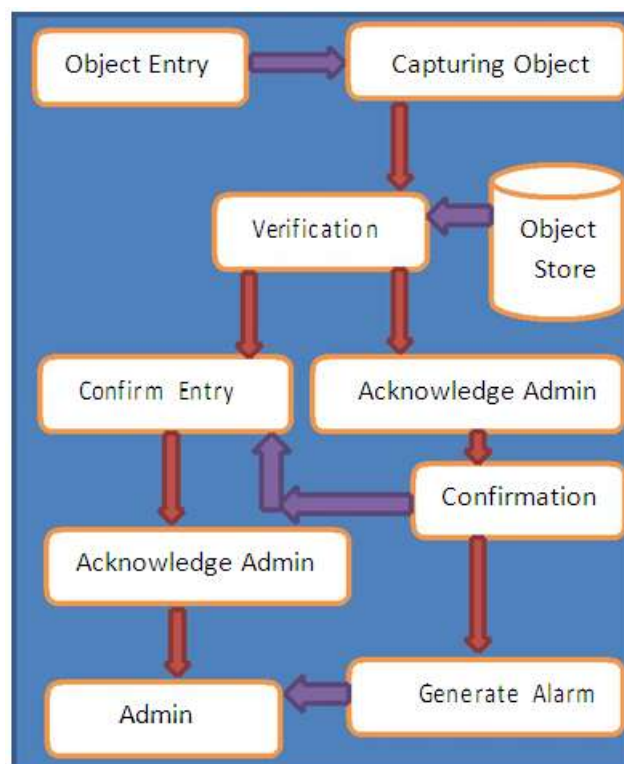 Object Entry
Capturing Object
Verification
Object
Store
Confirm Entry
Acknowledge Admin
Confirmation
Acknowledge Admin
Generate Alarm
Admin